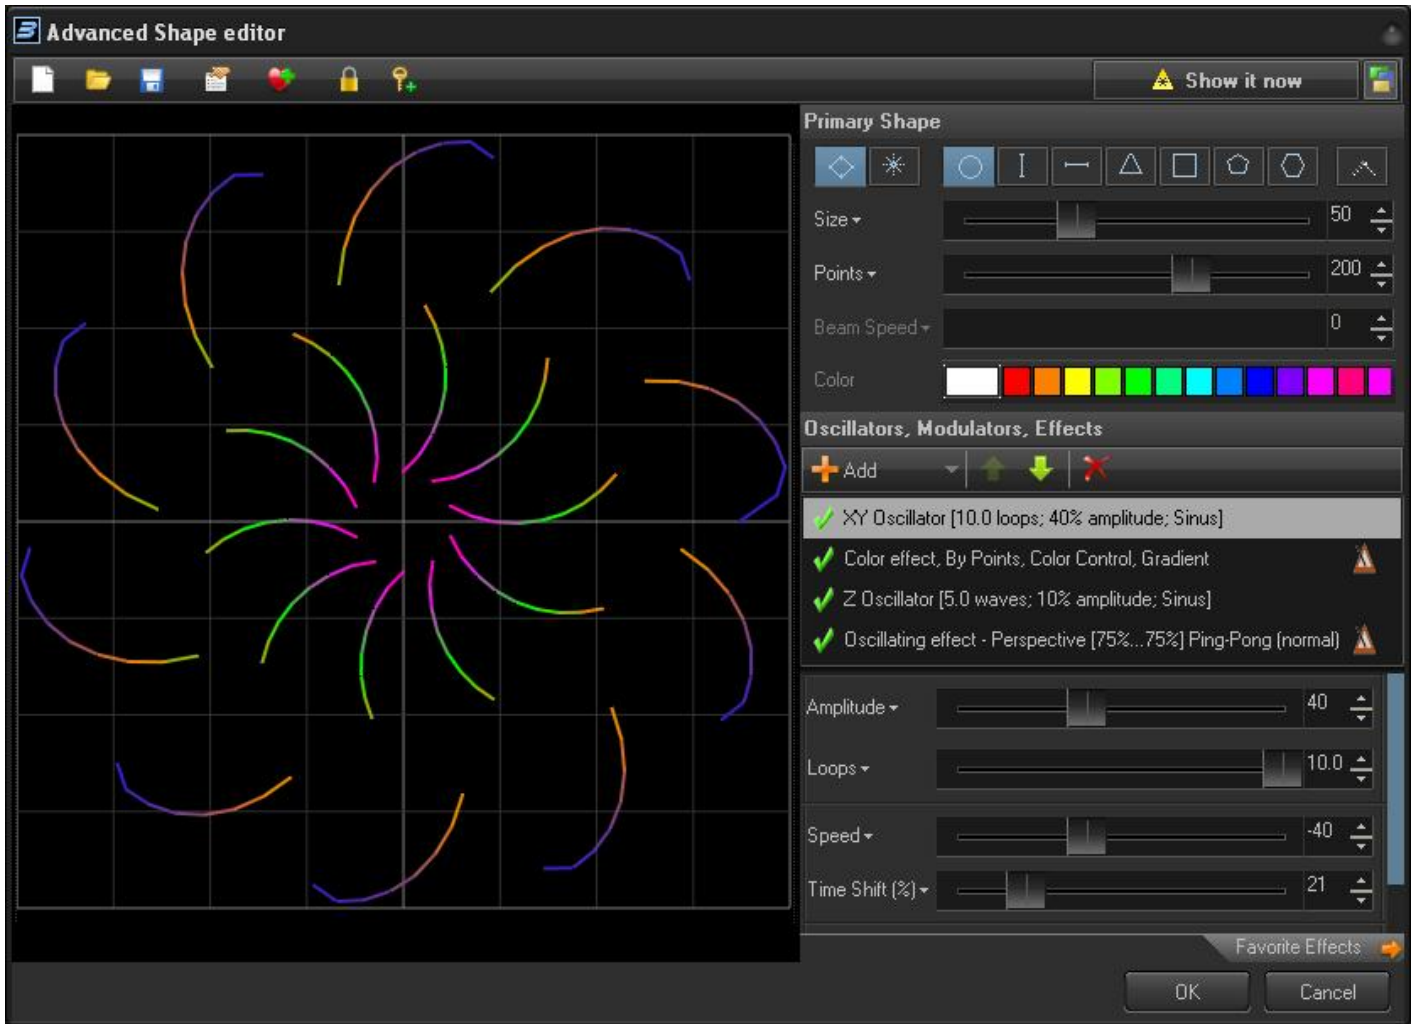 Advanced Shape editor
Show it now
Primary Shape
Size 50
Points 200
Beam Speed 0
Color
Oscillators, Modulators, Effects
Add
XY Oscillator [10.0 loops; 40% amplitude; Sinus]
Color effect, By Points, Color Control, Gradient
Z Oscillator [5.0 waves; 10% amplitude; Sinus]
Oscillating effect - Perspective [75%...75%] Ping-Pong (normal)
Amplitude 40
Loops 10.0
Speed -40
Time Shift (%) 21
Favorite Effects
OK Cancel